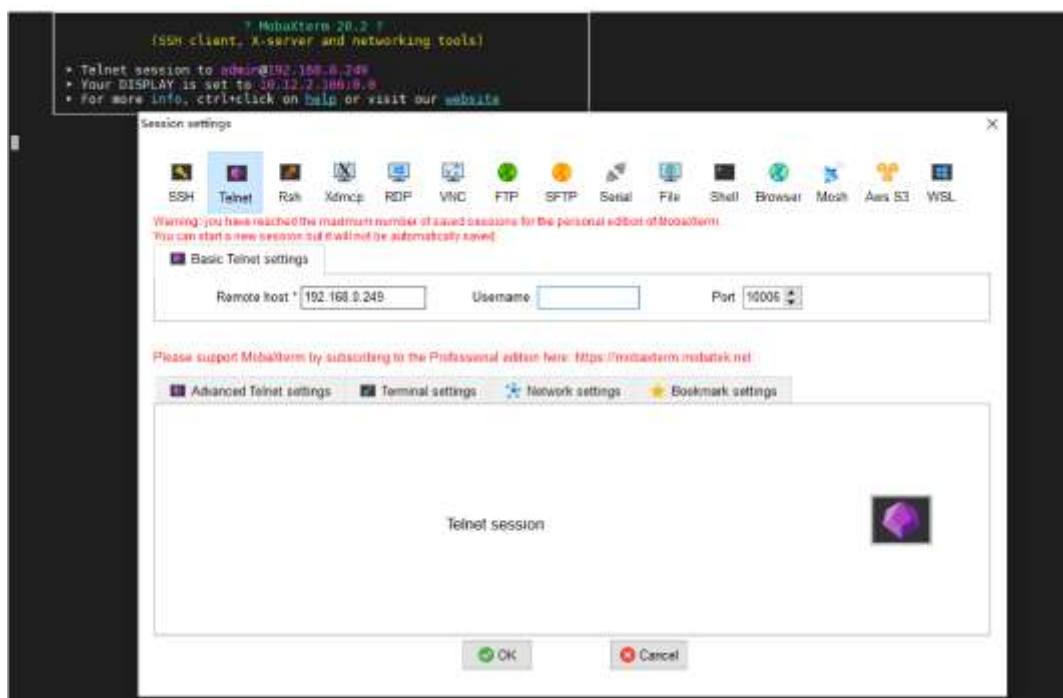 ? MobaXterm 20.2 ?
(SSH client, X-server and networking tools)
▸ Telnet session to admin@192.168.0.249
▸ Your DISPLAY is set to 10.12.2.166:0.0
▸ For more info, ctrl+click on help or visit our website
Session settings
SSH Telnet Rsh Xdmcp RDP VNC FTP SFTP Serial File Shell Browser Mosh Aws S3 WSL
Warning: you have reached the maximum number of saved sessions for the personal edition of MobaXterm.
You can start a new session but it will not be automatically saved.
Basic Telnet settings
Remote host * 192.168.0.249 Username Port 10006
Please support MobaXterm by subscribing to the Professional edition here: https://mobaxterm.mobatek.net
Advanced Telnet settings Terminal settings Network settings Bookmark settings
Telnet session
OK Cancel